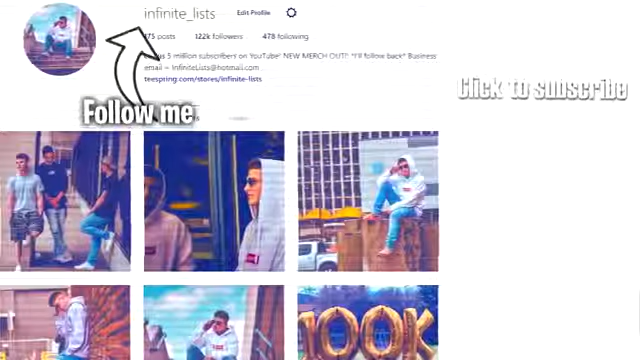 infinite_lists Edit Profile
posts 122k followers 478 following
5 million subscribers on YouTube! NEW MERCH OUT!! *I'll follow back* Business
email ~ InfiniteLists@hotmail.com
teespring.com/stores/infinite-lists
Click to subscribe
Follow me
100K